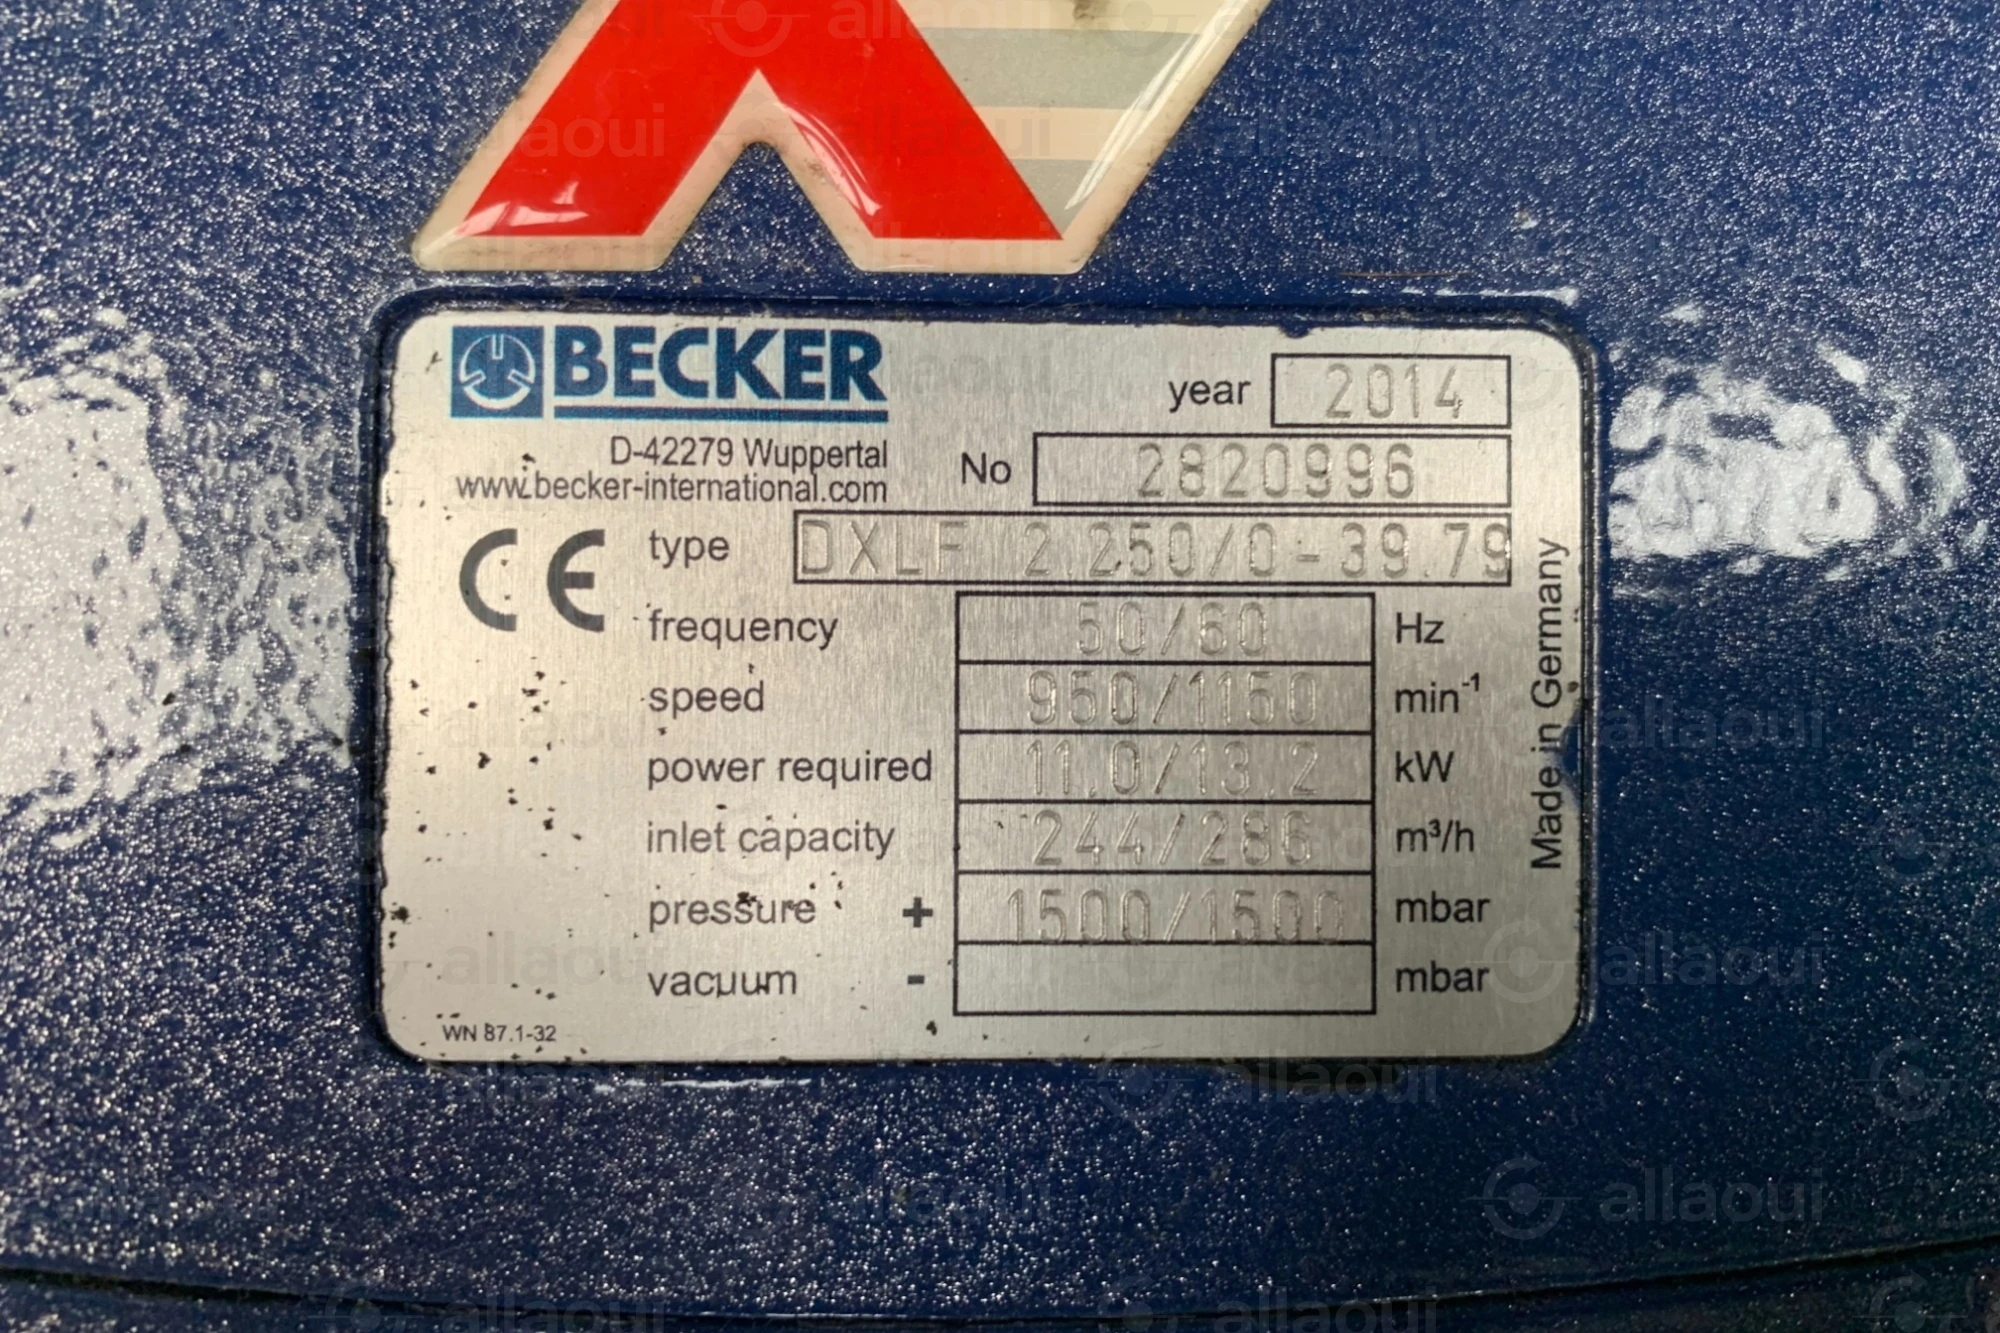 BECKER
D-42279 Wuppertal
www.becker-international.com
year 2014
No 2820996
type DXLF 2.250/0-39.79
frequency 50/60 Hz
speed 950/1150 min⁻¹
power required 11.0/13.2 kW
inlet capacity 244/286 m³/h
pressure + 1500/1500 mbar
vacuum - mbar
CE
WN 87.1-32
Made in Germany
allaoui